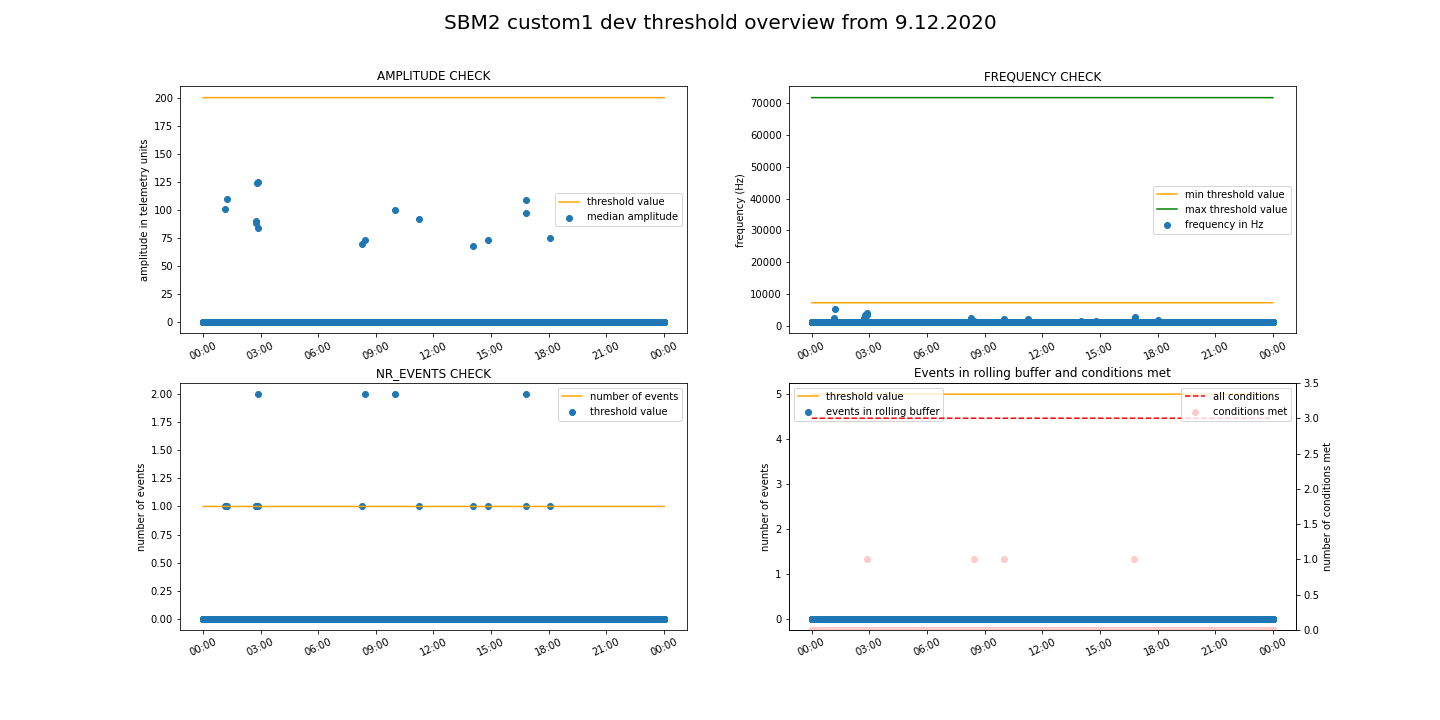 SBM2 custom1 dev threshold overview from 9.12.2020
AMPLITUDE CHECK
amplitude in telemetry units
200
175
150
125
100
75
50
25
0
threshold value
median amplitude
00:00 03:00 06:00 09:00 12:00 15:00 18:00 21:00 00:00
FREQUENCY CHECK
frequency (Hz)
70000
60000
50000
40000
30000
20000
10000
0
min threshold value
max threshold value
frequency in Hz
00:00 03:00 06:00 09:00 12:00 15:00 18:00 21:00 00:00
NR_EVENTS CHECK
number of events
2.00
1.75
1.50
1.25
1.00
0.75
0.50
0.25
0.00
number of events
threshold value
00:00 03:00 06:00 09:00 12:00 15:00 18:00 21:00 00:00
Events in rolling buffer and conditions met
number of events
5
4
3
2
1
0
threshold value
events in rolling buffer
all conditions
conditions met
3.5
3.0
2.5
2.0
1.5
1.0
0.5
0.0
number of conditions met
00:00 03:00 06:00 09:00 12:00 15:00 18:00 21:00 00:00